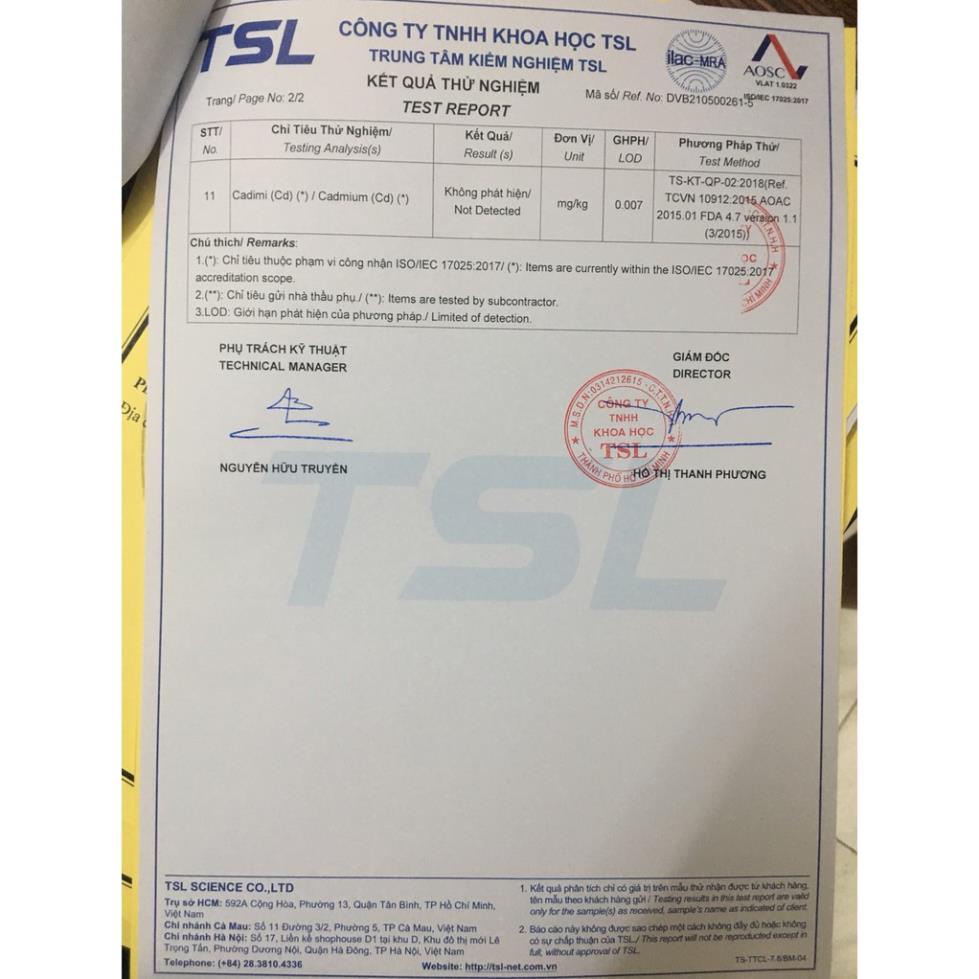 TSL
CÔNG TY TNHH KHOA HỌC TSL
TRUNG TÂM KIỂM NGHIỆM TSL
KẾT QUẢ THỬ NGHIỆM
TEST REPORT
ilac-MRA
AOSC
VLAT 1.0322
ISO/IEC 17025:2017
Trang/ Page No: 2/2
Mã số/ Ref. No: DVB210500261-5
STT/ No.
Chỉ Tiêu Thử Nghiệm/ Testing Analysis(s)
Kết Quả/ Result (s)
Đơn Vị/ Unit
GHPH/ LOD
Phương Pháp Thử/ Test Method
11
Cadimi (Cd) (*) / Cadmium (Cd) (*)
Không phát hiện/
Not Detected
mg/kg
0.007
TS-KT-QP-02:2018(Ref.
TCVN 10912:2015,AOAC
2015.01 FDA 4.7 version 1.1
(3/2015))
Chú thích/ Remarks:
1.(*): Chỉ tiêu thuộc phạm vi công nhận ISO/IEC 17025:2017/ (*): Items are currently within the ISO/IEC 17025:2017
accreditation scope.
2.(**): Chỉ tiêu gửi nhà thầu phụ./ (**): Items are tested by subcontractor.
3.LOD: Giới hạn phát hiện của phương pháp./ Limited of detection.
PHỤ TRÁCH KỸ THUẬT
TECHNICAL MANAGER
GIÁM ĐỐC
DIRECTOR
M.S.D.N:0314212615 - C.T.T.N.H.H
CÔNG TY
TNHH
KHOA HỌC
TSL
THÀNH PHỐ HỒ CHÍ MINH
NGUYỄN HỮU TRUYỀN
HỒ THỊ THANH PHƯƠNG
TSL
TSL SCIENCE CO.,LTD
Trụ sở HCM: 592A Cộng Hòa, Phường 13, Quận Tân Bình, TP Hồ Chí Minh,
Việt Nam
Chi nhánh Cà Mau: Số 11 Đường 3/2, Phường 5, TP Cà Mau, Việt Nam
Chi nhánh Hà Nội: Số 17, Liền kề shophouse D1 tại khu D, Khu đô thị mới Lê
Trọng Tấn, Phường Dương Nội, Quận Hà Đông, TP Hà Nội, Việt Nam
Telephone: (+84) 28.3810.4336
Website: http://tsl-net.com.vn
1. Kết quả phân tích chỉ có giá trị trên mẫu thử nhận được từ khách hàng,
tên mẫu theo khách hàng gửi / Testing results in this test report are valid
only for the sample(s) as received, sample's name as indicated of client.
2. Báo cáo này không được sao chép một cách không đầy đủ hoặc không
có sự chấp thuận của TSL./ This report will not be reproduced except in
full, without approval of TSL.
TS-TTCL-7.8/BM-04